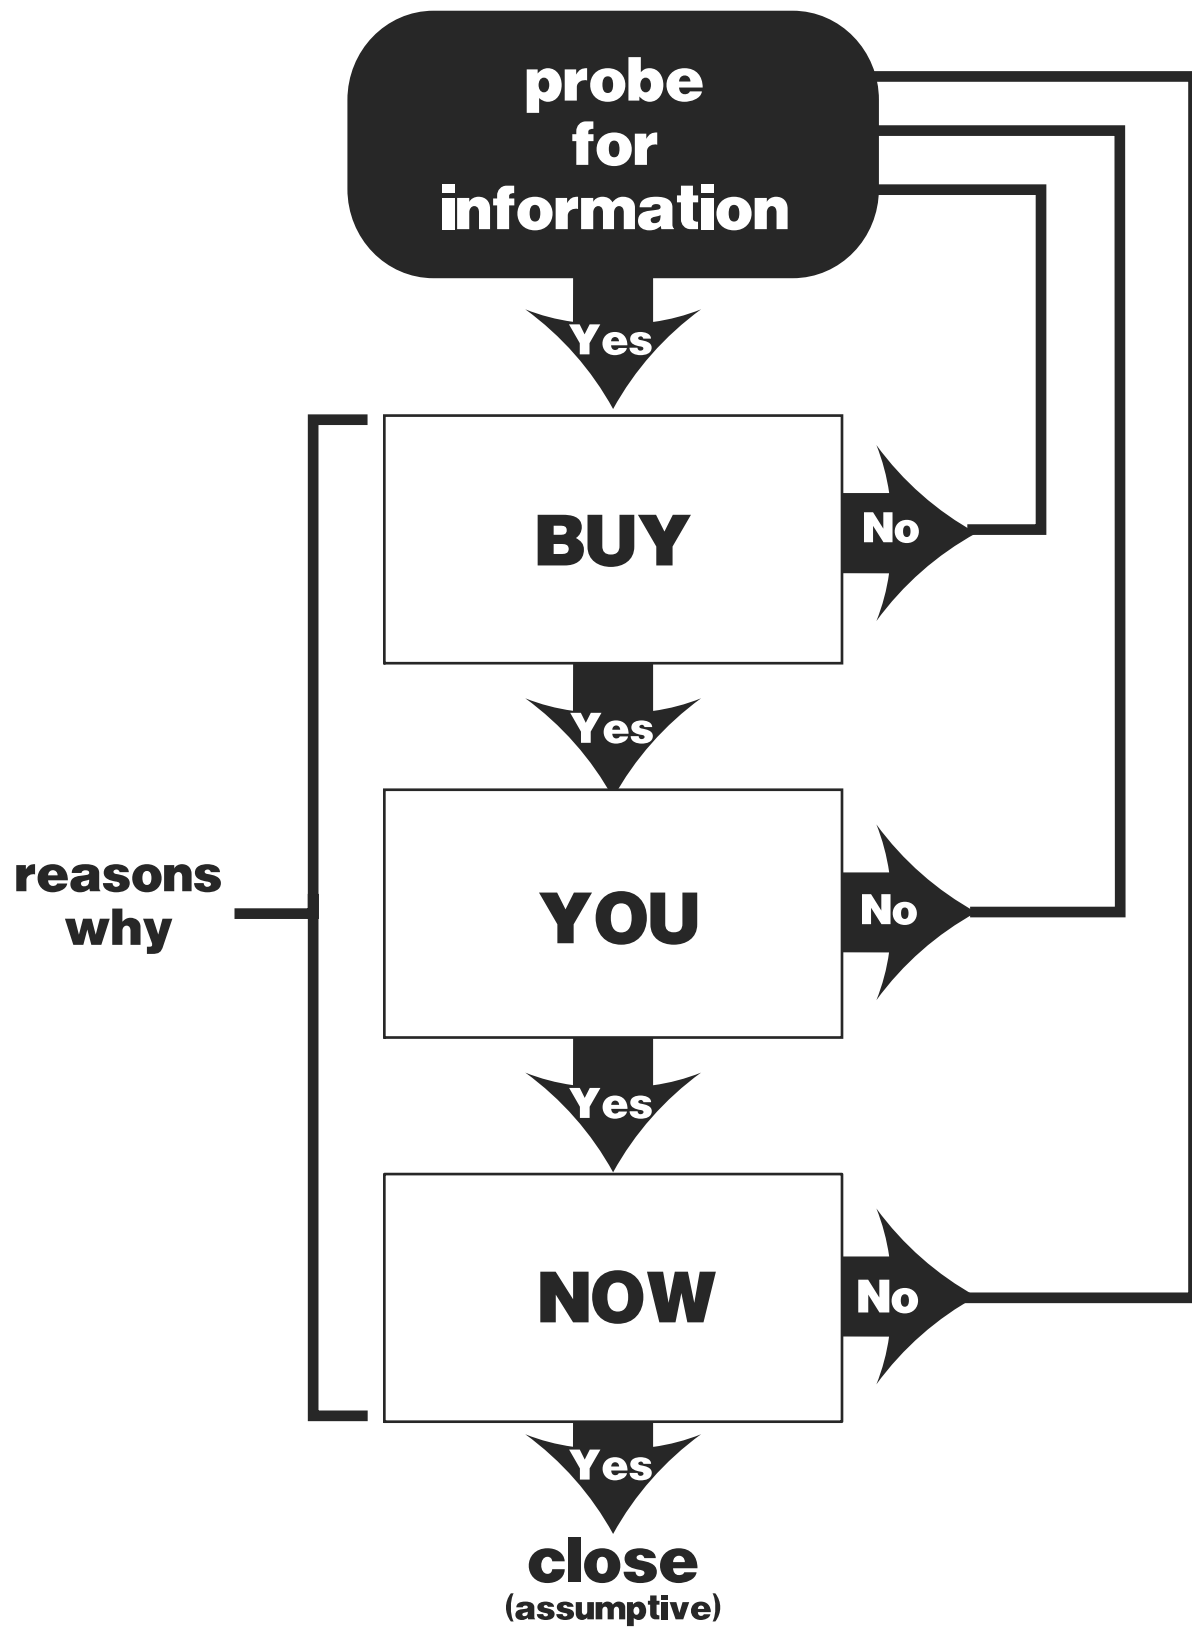 probe
for
information
Yes
BUY
No
Yes
reasons
why
YOU
No
Yes
NOW
No
Yes
close
(assumptive)